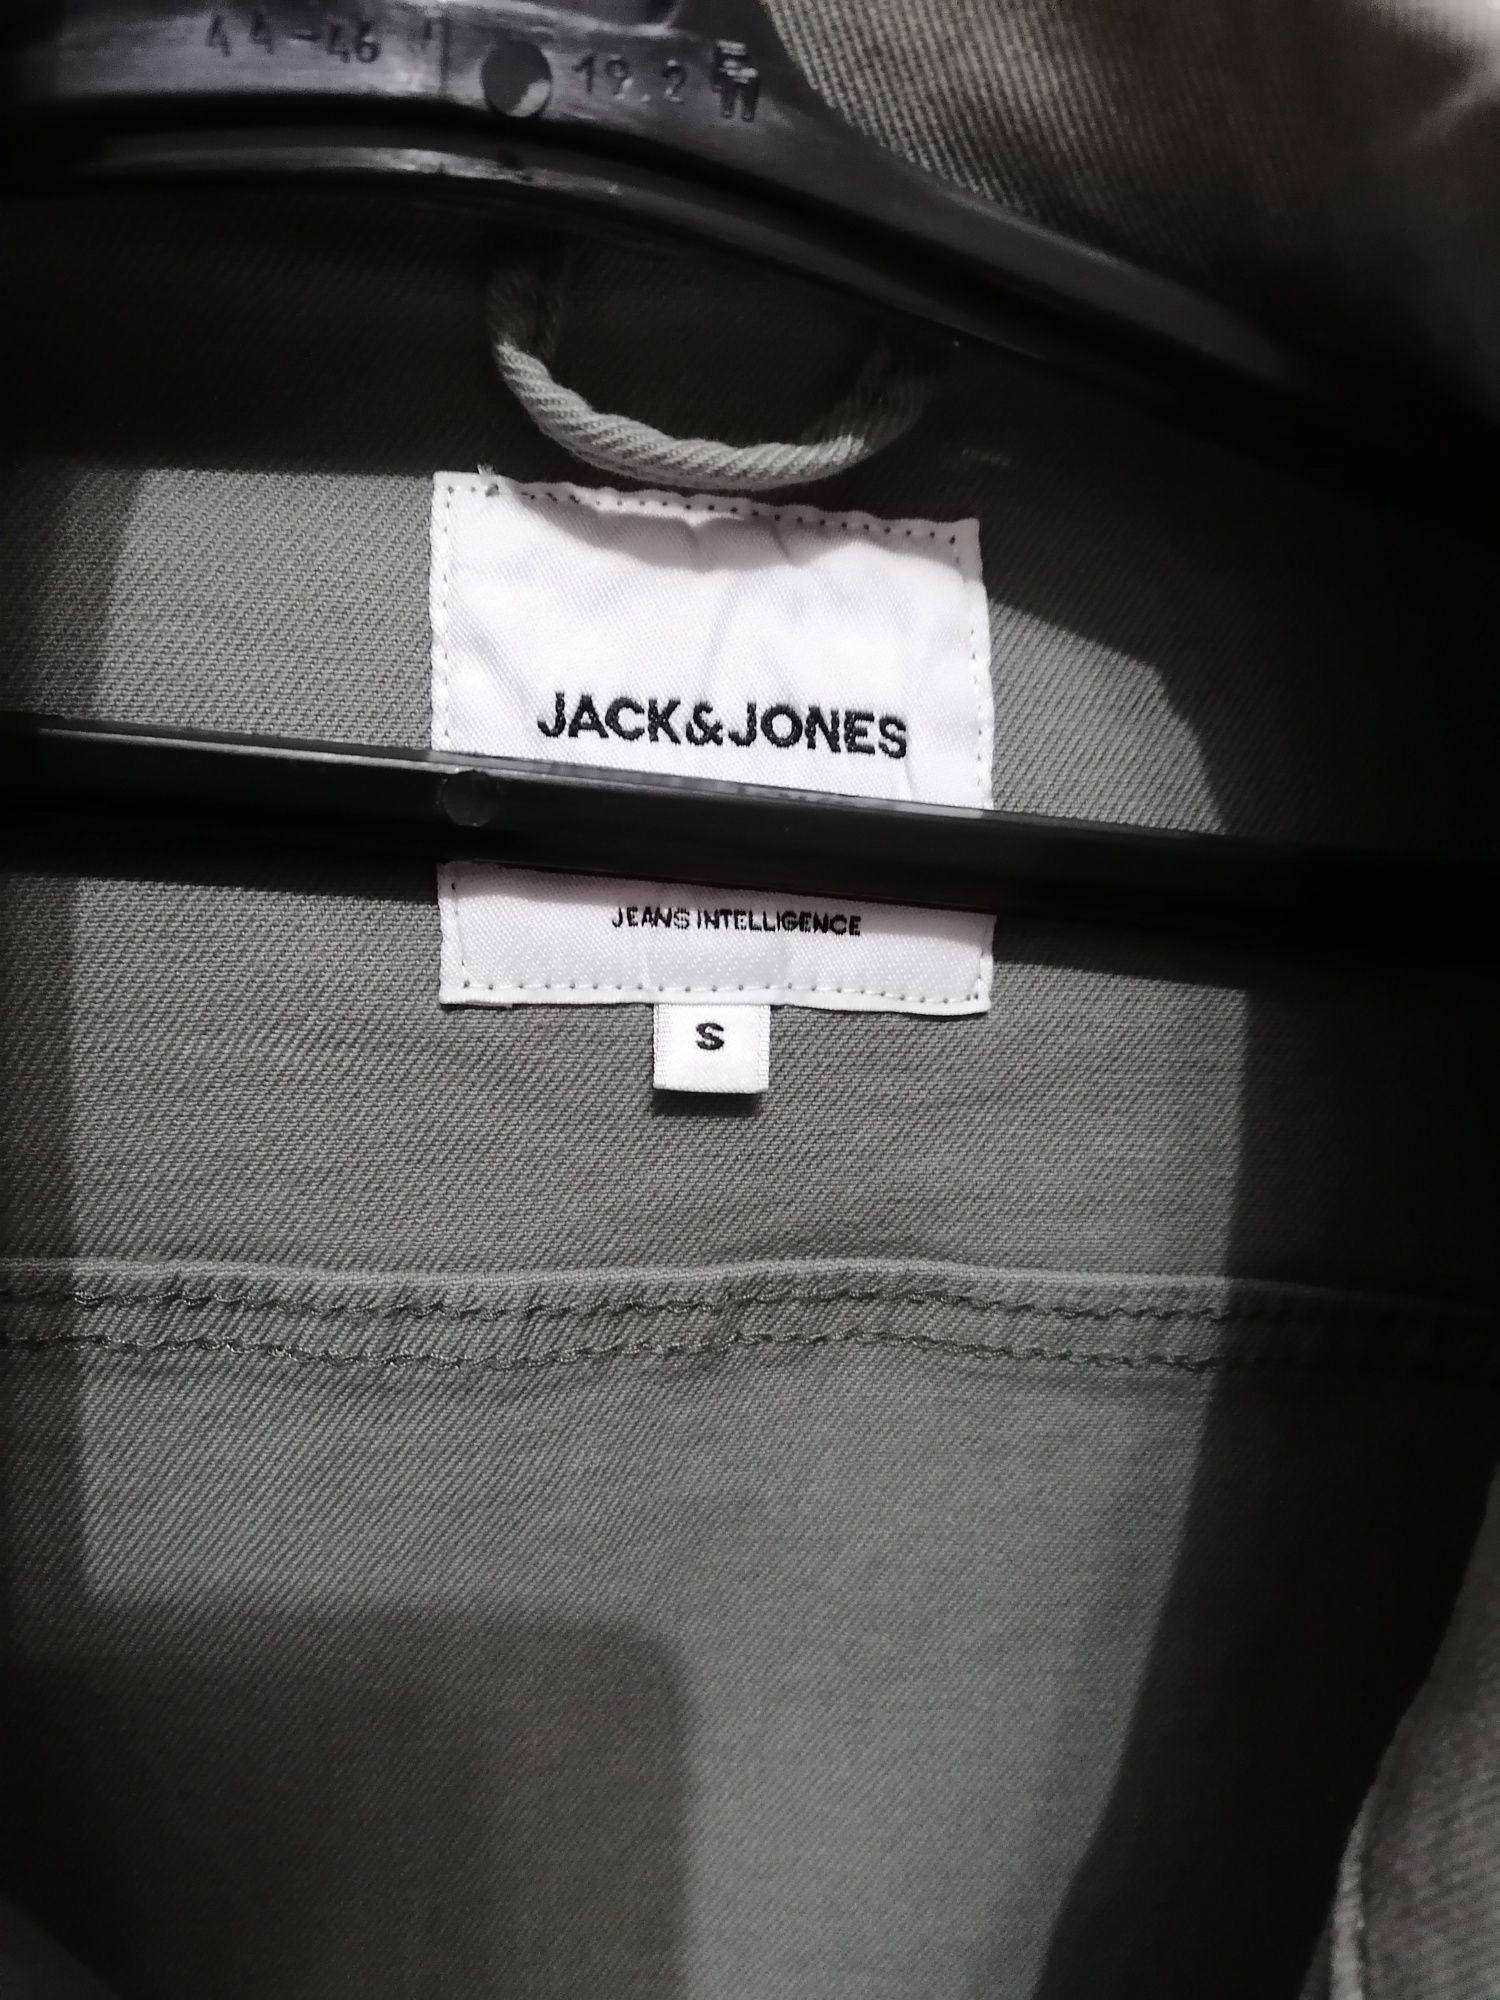 44-46 19.2
JACK&JONES
JEANS INTELLIGENCE
S